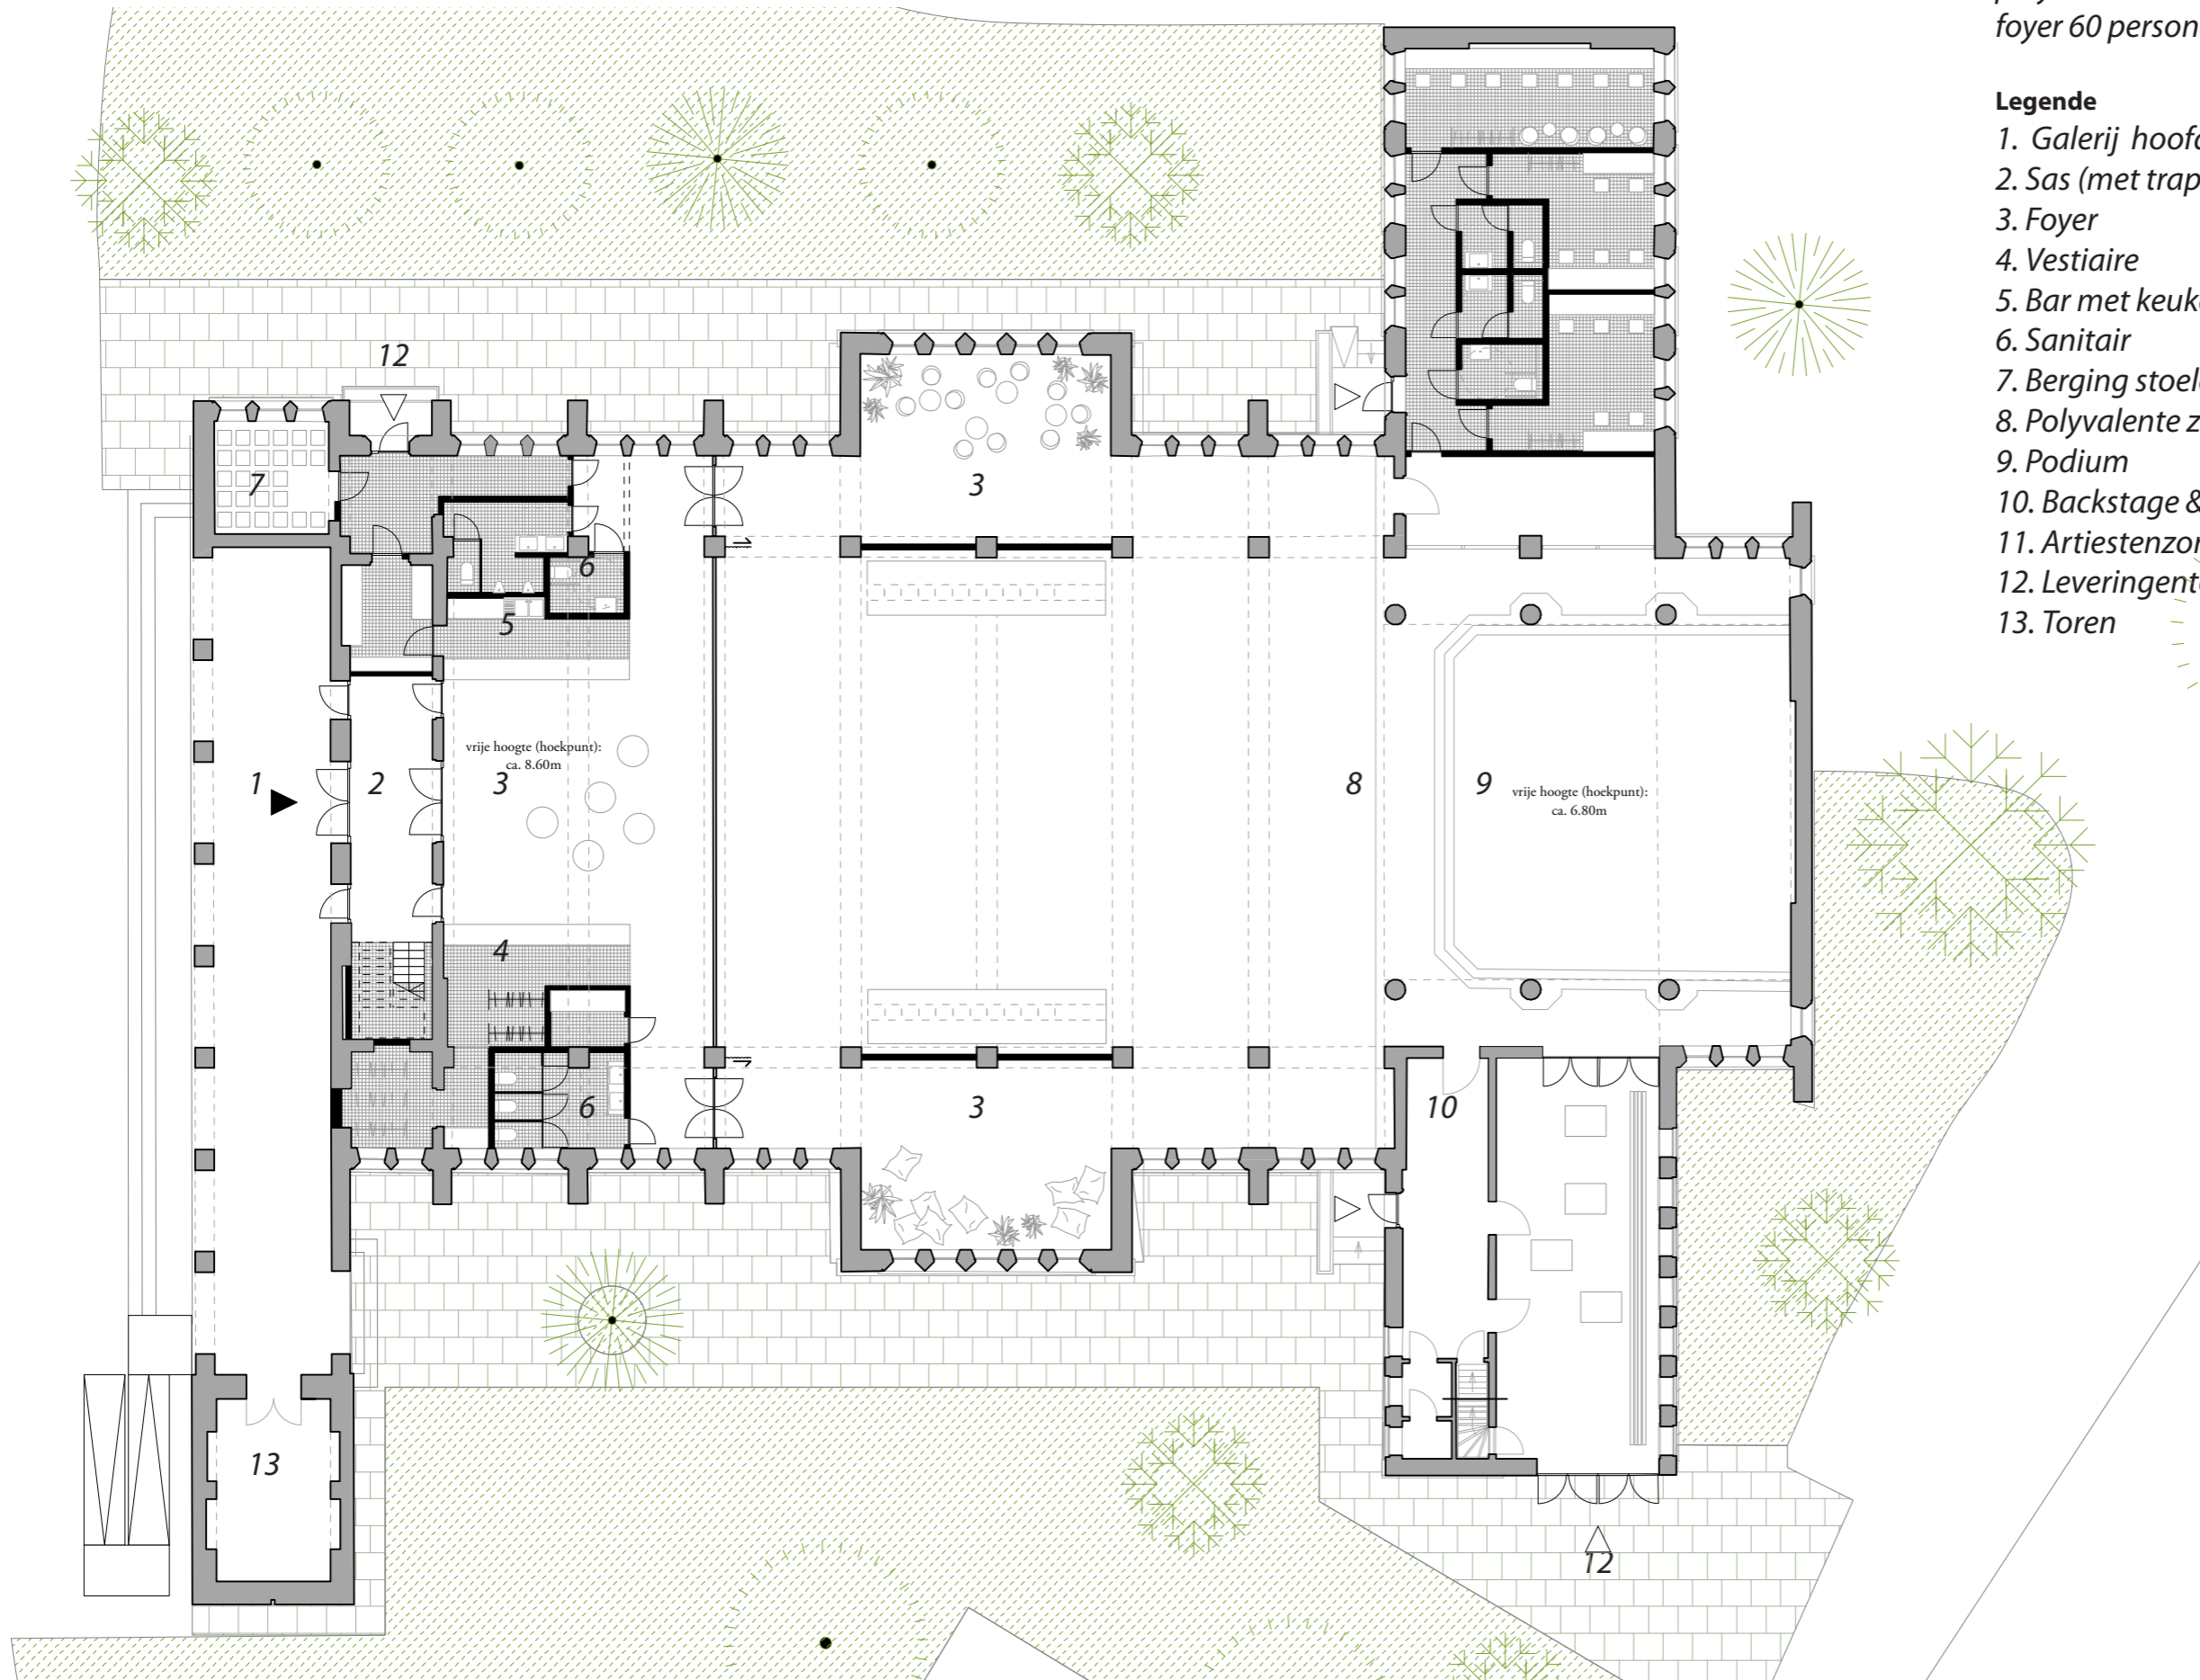 foyer 60 person
Legende
1. Galerij hoofd
2. Sas (met trap
3. Foyer
4. Vestiaire
5. Bar met keuk
6. Sanitair
7. Berging stoel
8. Polyvalente z
9. Podium
10. Backstage &
11. Artiestenzon
12. Leveringent
13. Toren
12
7
3
6
5
vrije hoogte (hoekpunt):
ca. 8.60m
1
2
3
8
9
vrije hoogte (hoekpunt):
ca. 6.80m
4
6
3
10
13
12